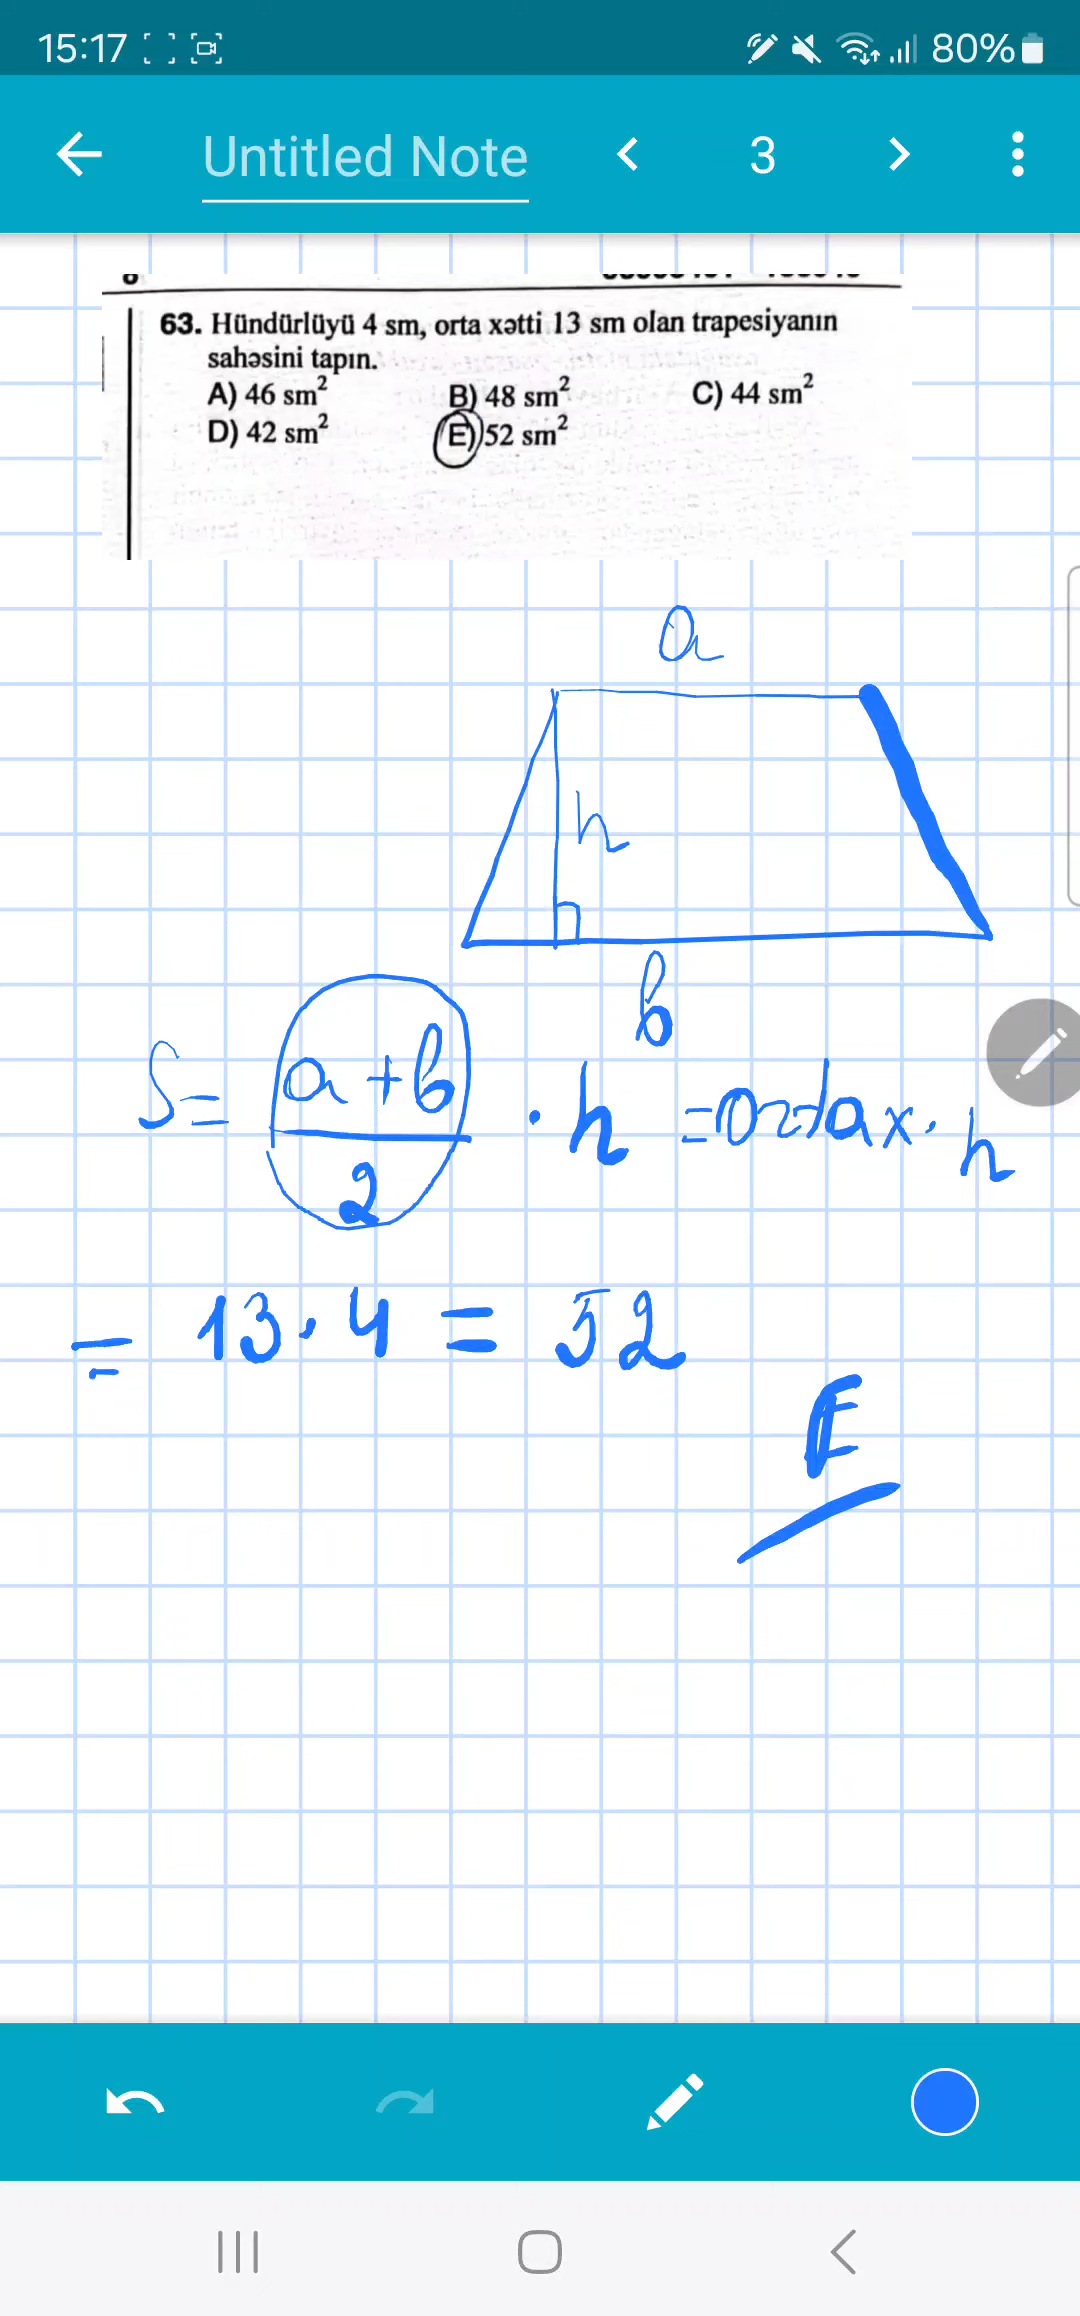 15:17 80%
Untitled Note 3
63. Hündürlüyü 4 sm, orta xətti 13 sm olan trapesiyanın
sahəsini tapın.
A) 46 sm² B) 48 sm² C) 44 sm²
D) 42 sm² E) 52 sm²
a
h
b
S = (a+b)/2 · h = Orta x · h
= 13 · 4 = 52
E